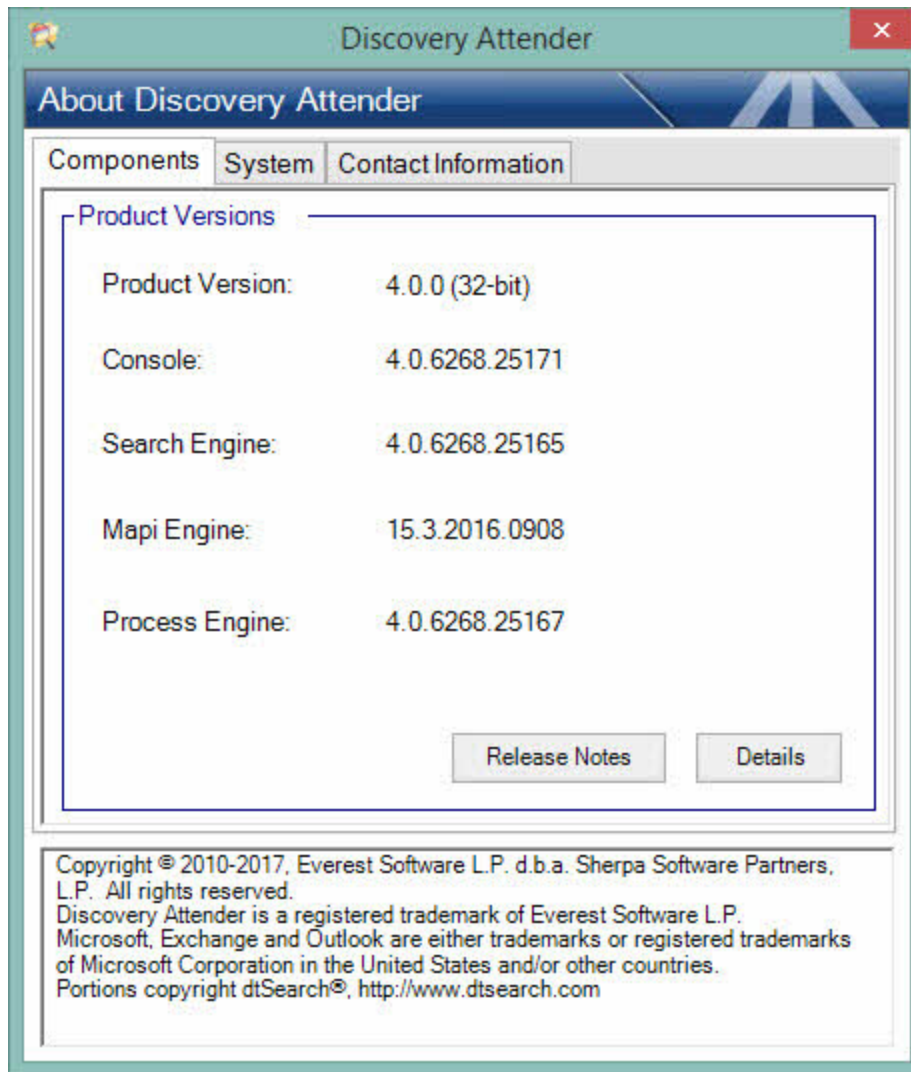 Discovery Attender
About Discovery Attender
Components System Contact Information
Product Versions
Product Version: 4.0.0 (32-bit)
Console: 4.0.6268.25171
Search Engine: 4.0.6268.25165
Mapi Engine: 15.3.2016.0908
Process Engine: 4.0.6268.25167
Release Notes Details
Copyright © 2010-2017, Everest Software L.P. d.b.a. Sherpa Software Partners,
L.P. All rights reserved.
Discovery Attender is a registered trademark of Everest Software L.P.
Microsoft, Exchange and Outlook are either trademarks or registered trademarks
of Microsoft Corporation in the United States and/or other countries.
Portions copyright dtSearch®, http://www.dtsearch.com